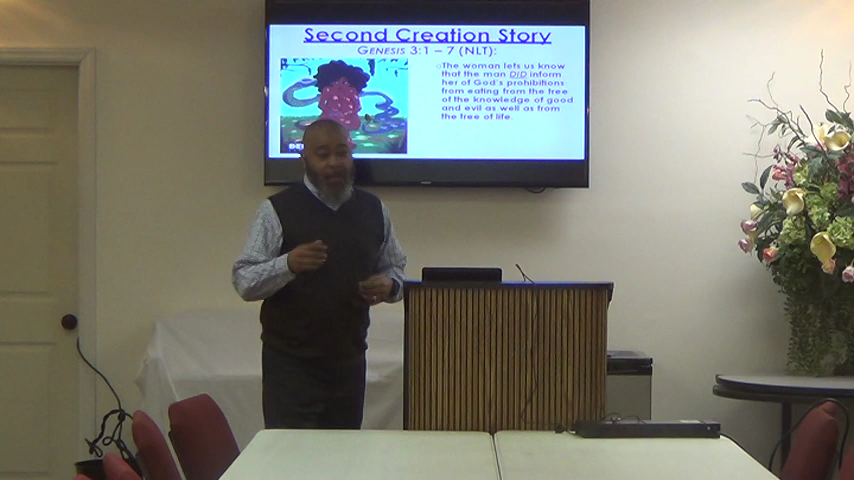 Second Creation Story
GENESIS 3:1 – 7 (NLT):
The woman lets us know
that the man DID inform
her of God's prohibitions
from eating from the tree
of the knowledge of good
and evil as well as from
the tree of life.